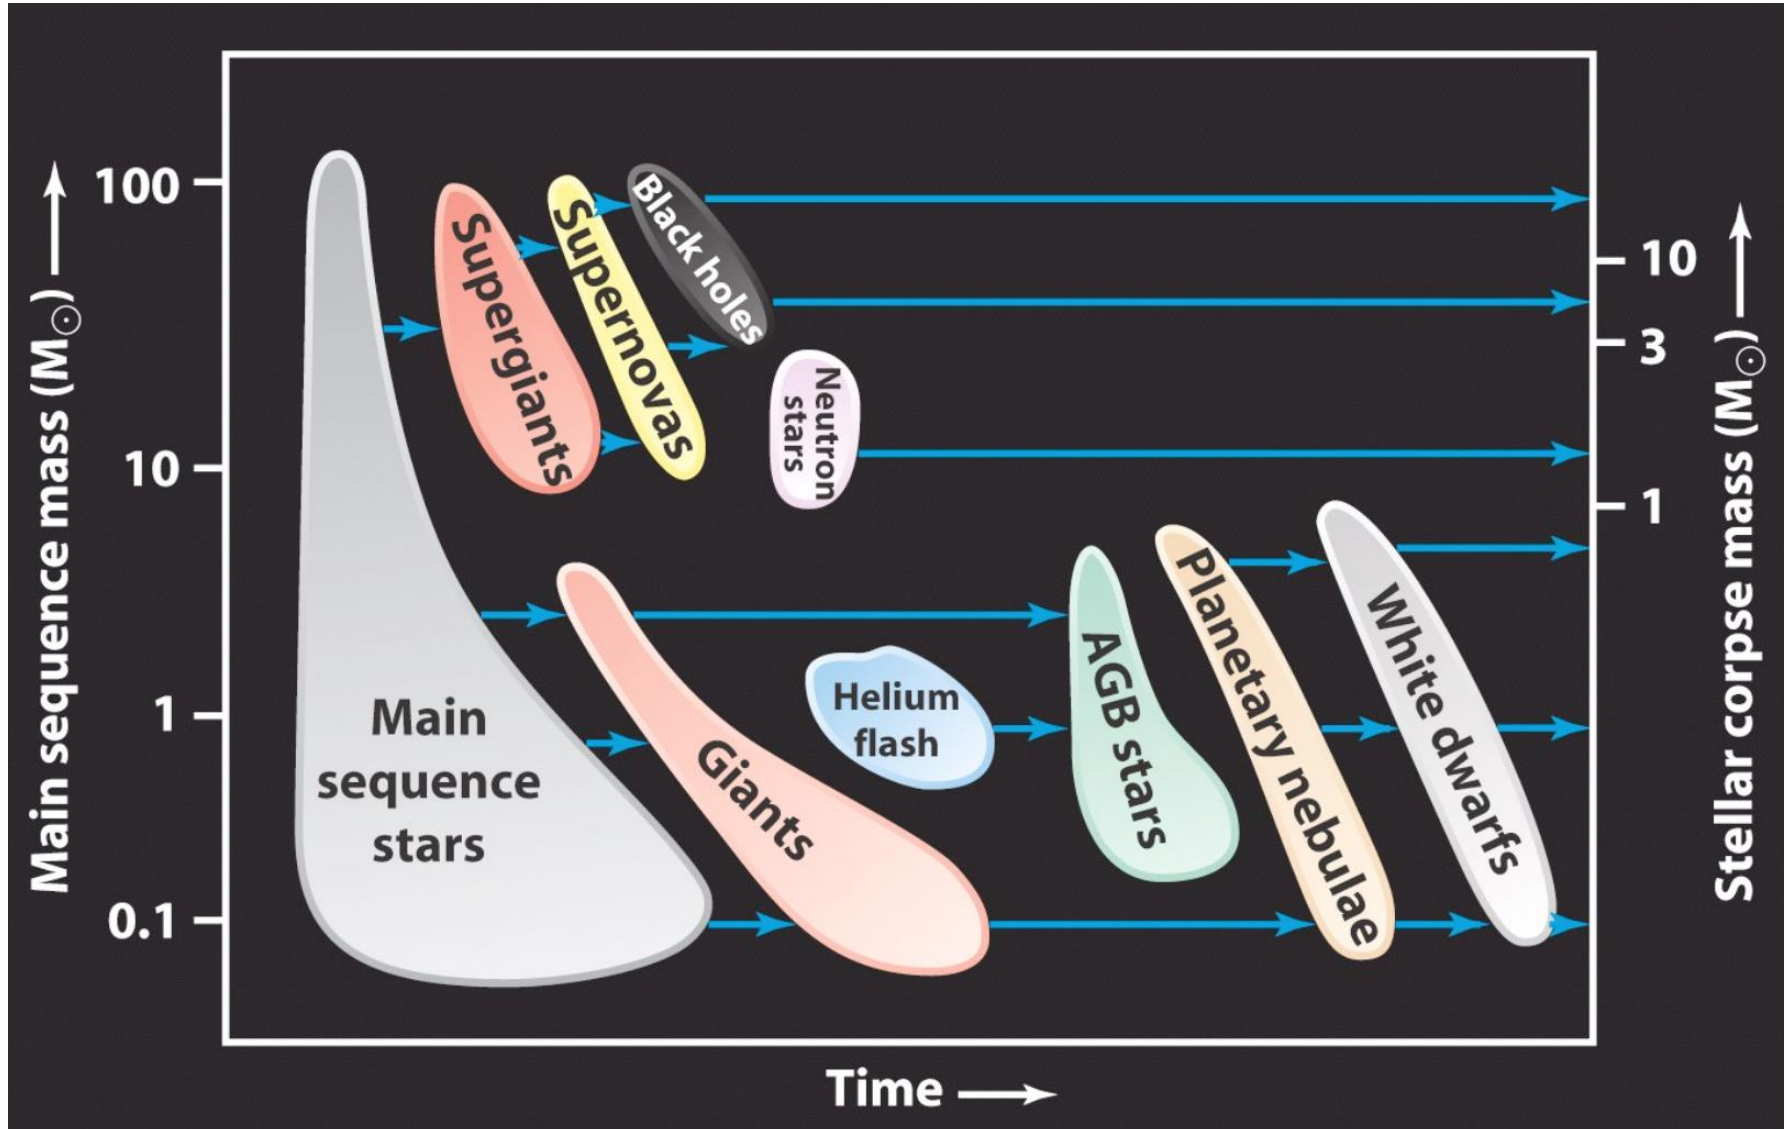 Main sequence mass (M☉)
100
10
1
0.1
Main
sequence
stars
Supergiants
Supernovas
Black holes
Neutron
stars
Giants
Helium
flash
AGB stars
Planetary nebulae
White dwarfs
10
3
1
Stellar corpse mass (M☉)
Time